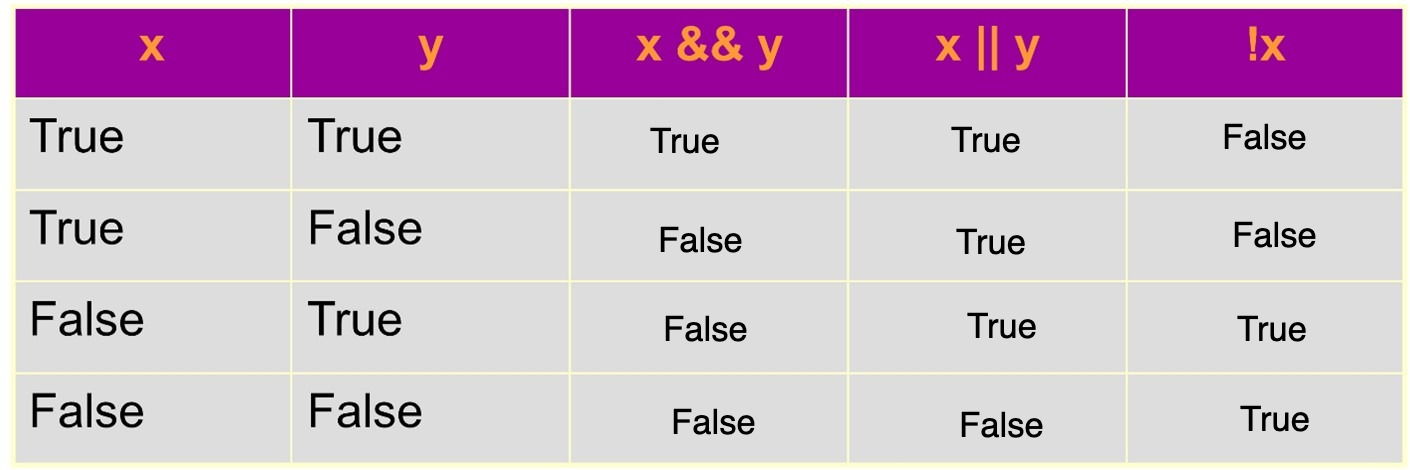 x y x && y x || y !x
True True True True False
True False False True False
False True False True True
False False False False True